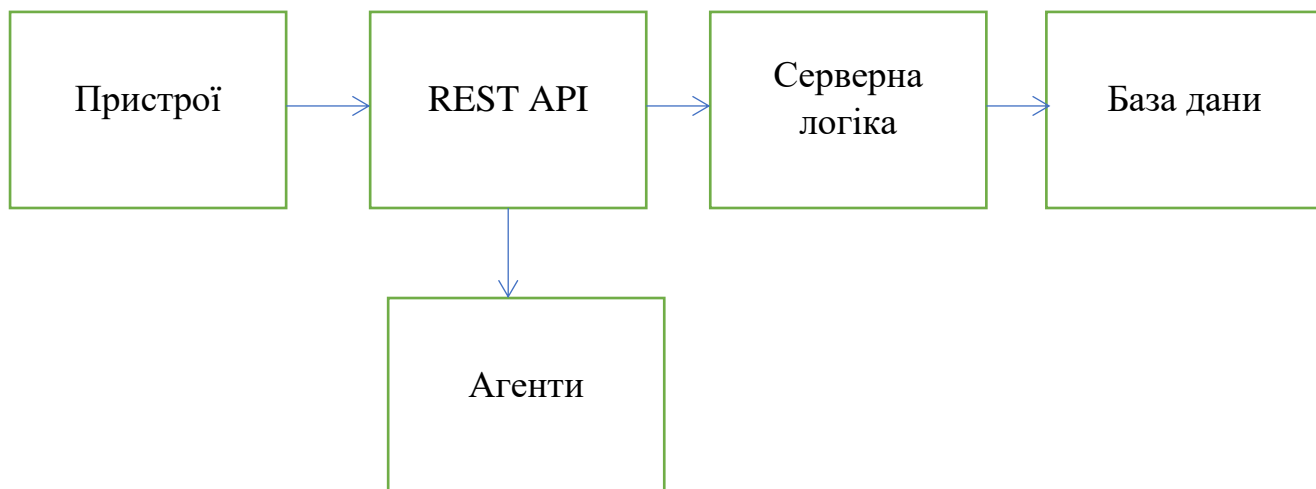 Пристрої
REST API
Серверна
логіка
База дани
Агенти